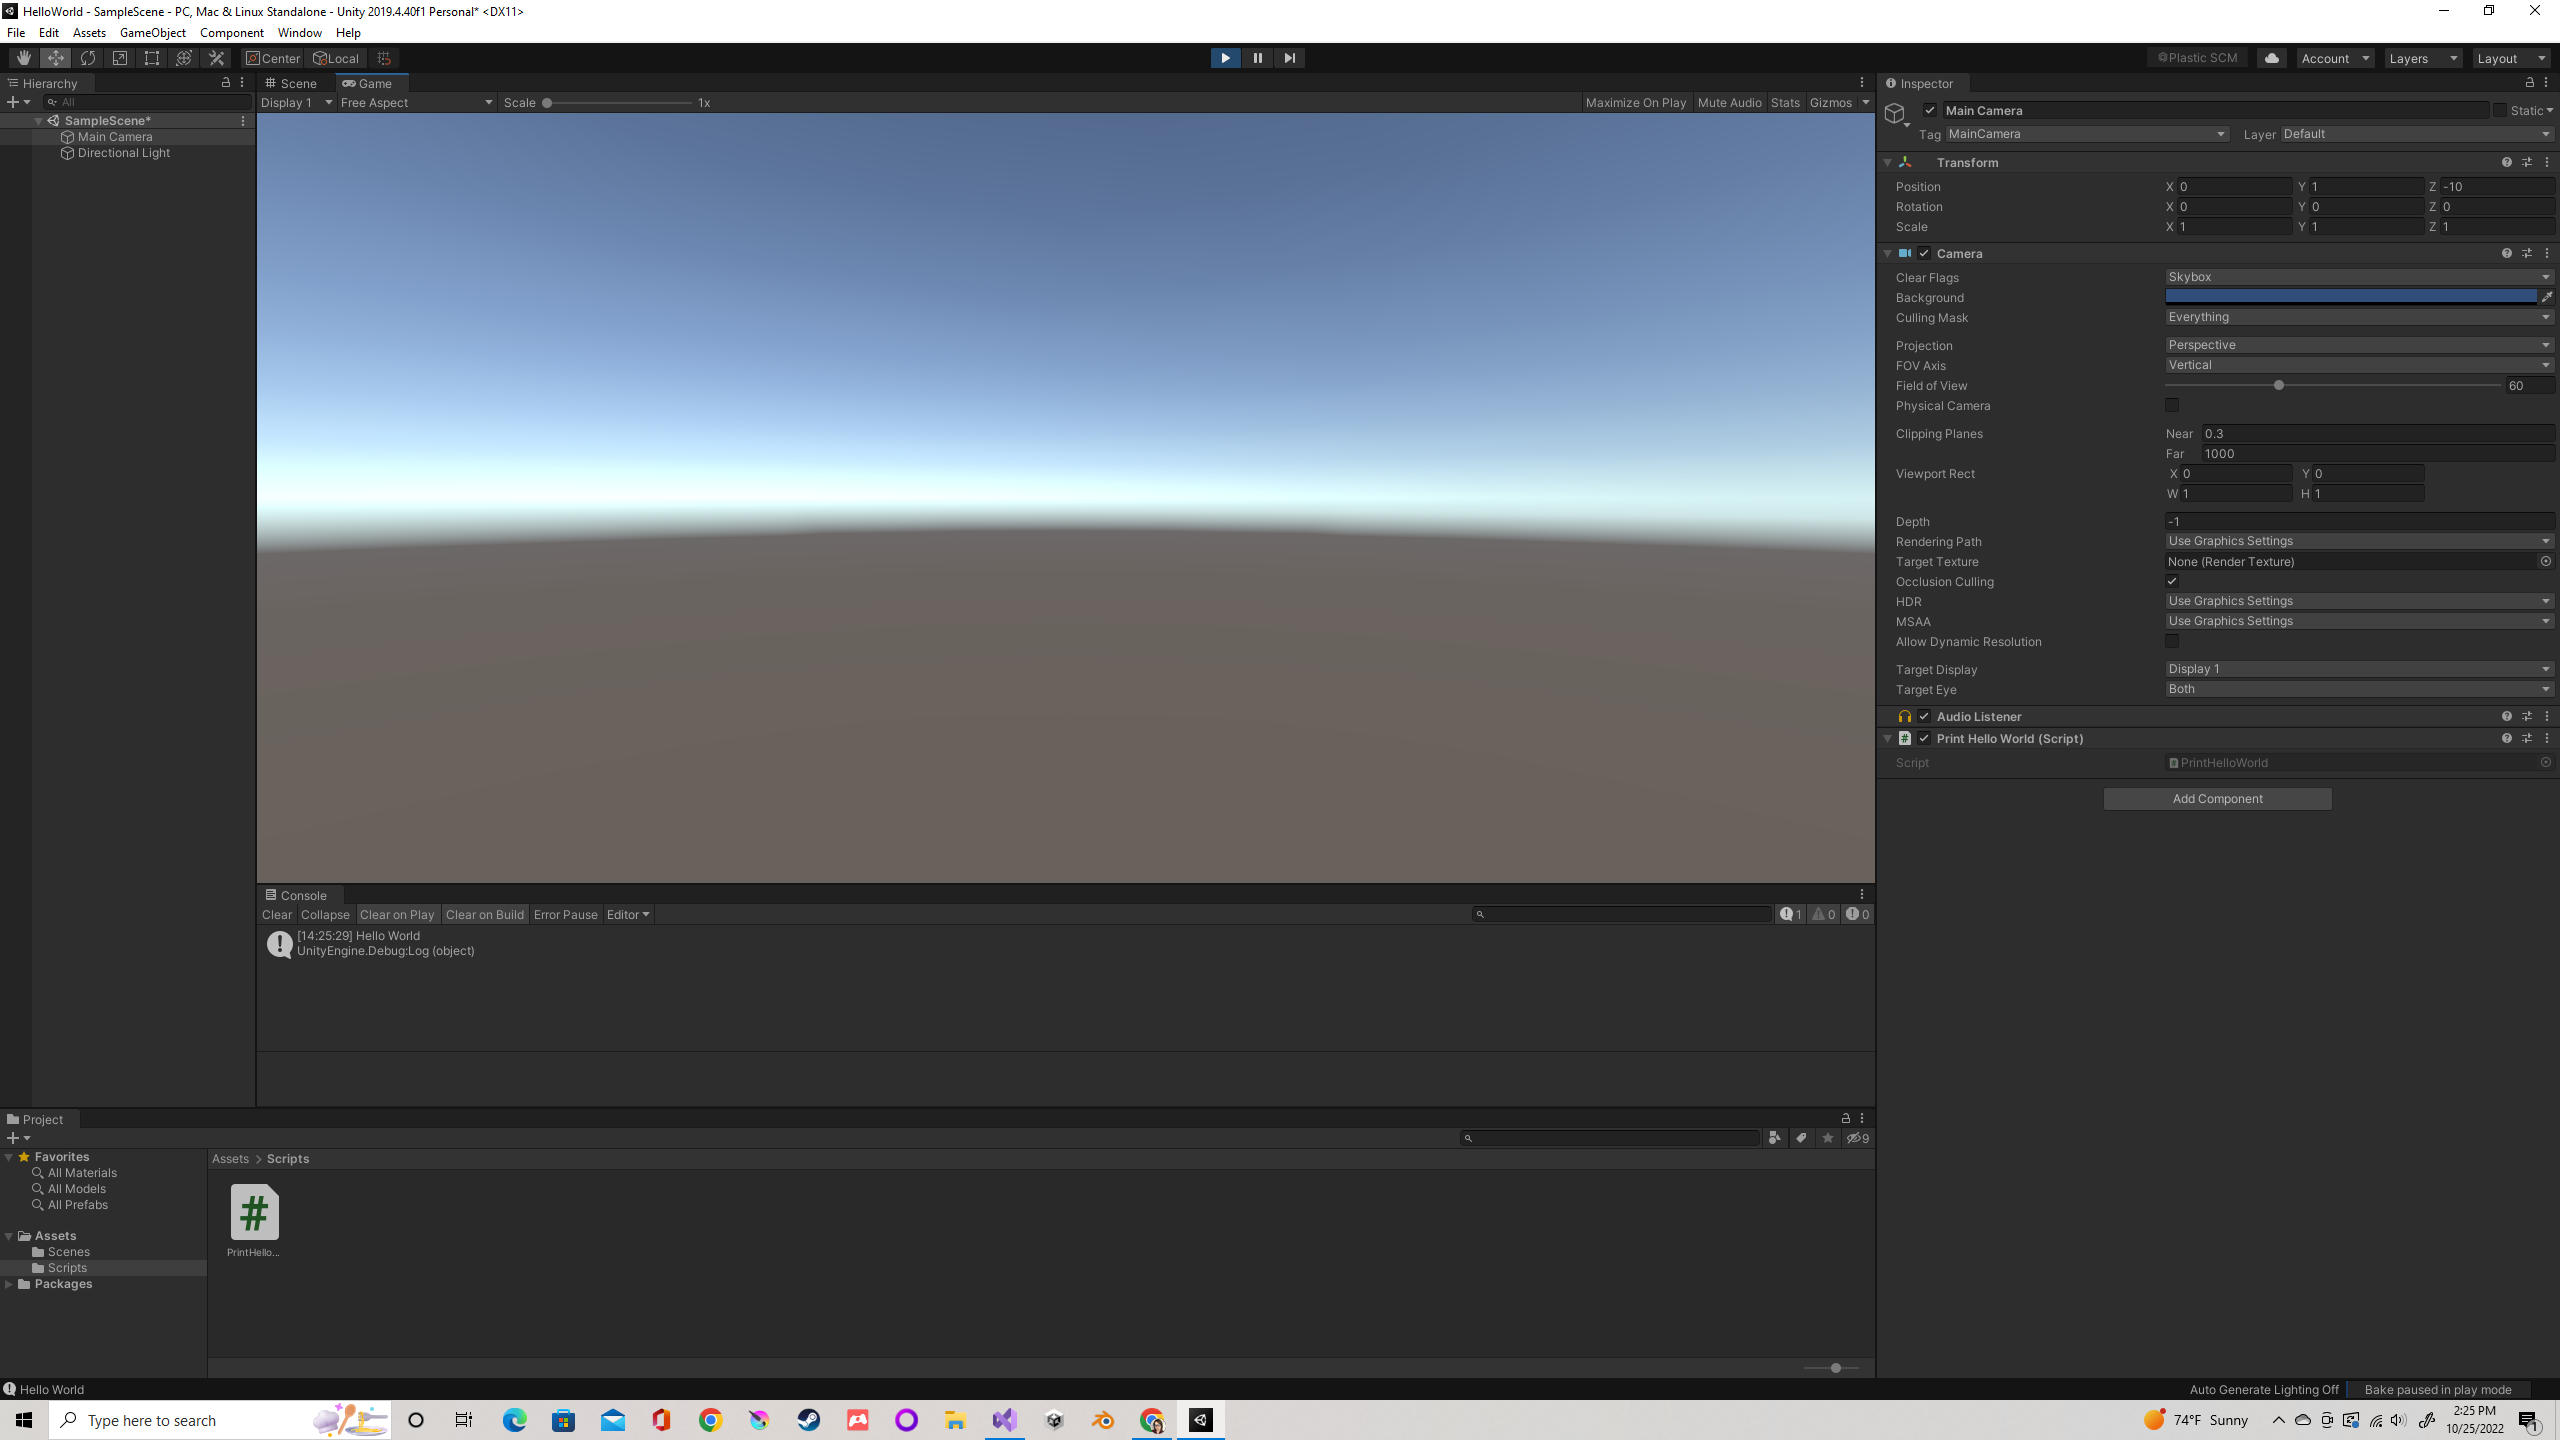 HelloWorld - SampleScene - PC, Mac & Linux Standalone - Unity 2019.4.40f1 Personal* <DX11>
File Edit Assets GameObject Component Window Help
Center Local Plastic SCM Account Layers Layout
Hierarchy
All
SampleScene*
Main Camera
Directional Light
Scene Game
Display 1 Free Aspect Scale 1x Maximize On Play Mute Audio Stats Gizmos
Console
Clear Collapse Clear on Play Clear on Build Error Pause Editor 1 0 0
[14:25:29] Hello World
UnityEngine.Debug:Log (object)
Project
9
Favorites
All Materials
All Models
All Prefabs
Assets
Scenes
Scripts
Packages
Assets > Scripts
#
PrintHello...
Inspector
Main Camera Static
Tag MainCamera Layer Default
Transform
Position X 0 Y 1 Z -10
Rotation X 0 Y 0 Z 0
Scale X 1 Y 1 Z 1
Camera
Clear Flags Skybox
Background
Culling Mask Everything
Projection Perspective
FOV Axis Vertical
Field of View 60
Physical Camera
Clipping Planes Near 0.3
Far 1000
Viewport Rect X 0 Y 0
W 1 H 1
Depth -1
Rendering Path Use Graphics Settings
Target Texture None (Render Texture)
Occlusion Culling
HDR Use Graphics Settings
MSAA Use Graphics Settings
Allow Dynamic Resolution
Target Display Display 1
Target Eye Both
Audio Listener
# Print Hello World (Script)
Script PrintHelloWorld
Add Component
Hello World Auto Generate Lighting Off Bake paused in play mode
Type here to search 74°F Sunny 2:25 PM
10/25/2022 1